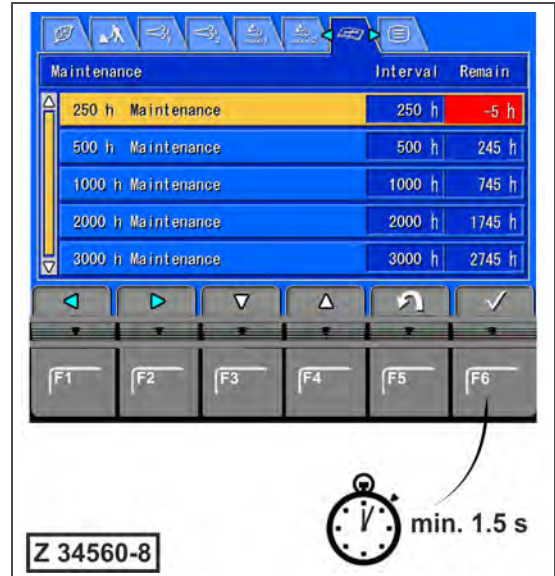 Maintenance Interval Remain
250 h Maintenance 250 h -5 h
500 h Maintenance 500 h 245 h
1000 h Maintenance 1000 h 745 h
2000 h Maintenance 2000 h 1745 h
3000 h Maintenance 3000 h 2745 h
F1 F2 F3 F4 F5 F6
min. 1.5 s
Z 34560-8